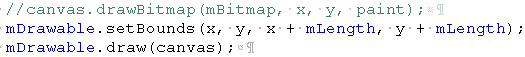 //canvas.drawBitmap(mBitmap, x, y, paint);¤¶
mDrawable.setBounds(x, y, x + mLength, y + mLength);
mDrawable.draw(canvas);¤¶